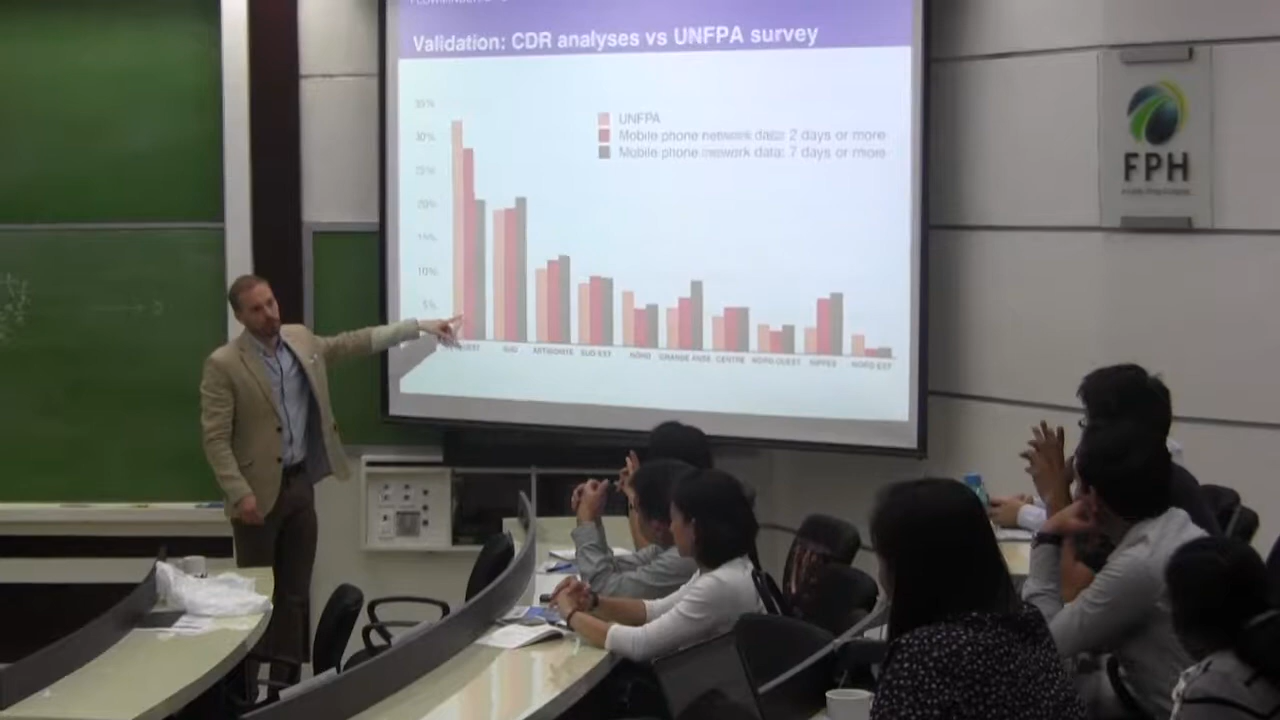 Validation: CDR analyses vs UNFPA survey
35%
30%
25%
20%
15%
10%
5%
UNFPA
Mobile phone network data: 2 days or more
Mobile phone network data: 7 days or more
SUD
ARTIBONITE
SUD EST
NORD
GRANDE ANSE
CENTRE
NORD OUEST
NIPPES
NORD EST
FPH